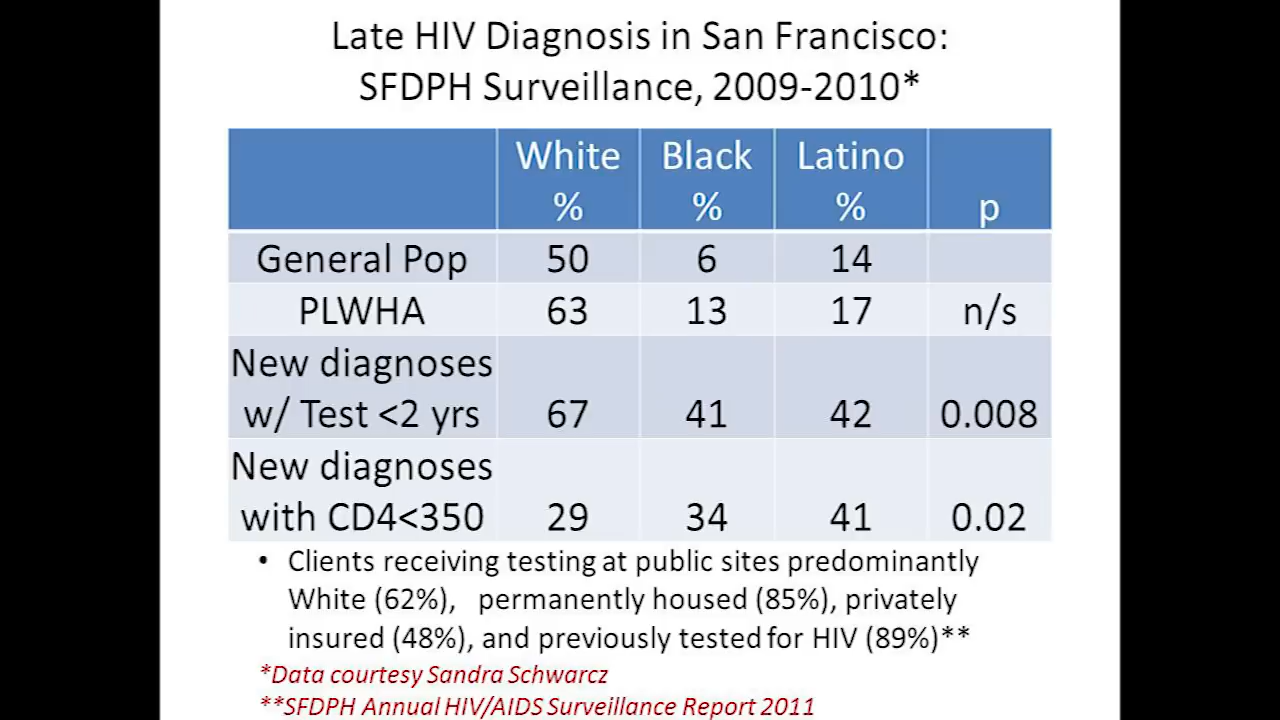 Late HIV Diagnosis in San Francisco:
SFDPH Surveillance, 2009-2010*
White % Black % Latino % p
General Pop 50 6 14
PLWHA 63 13 17 n/s
New diagnoses w/ Test <2 yrs 67 41 42 0.008
New diagnoses with CD4<350 29 34 41 0.02
• Clients receiving testing at public sites predominantly
White (62%), permanently housed (85%), privately
insured (48%), and previously tested for HIV (89%)**
*Data courtesy Sandra Schwarcz
**SFDPH Annual HIV/AIDS Surveillance Report 2011